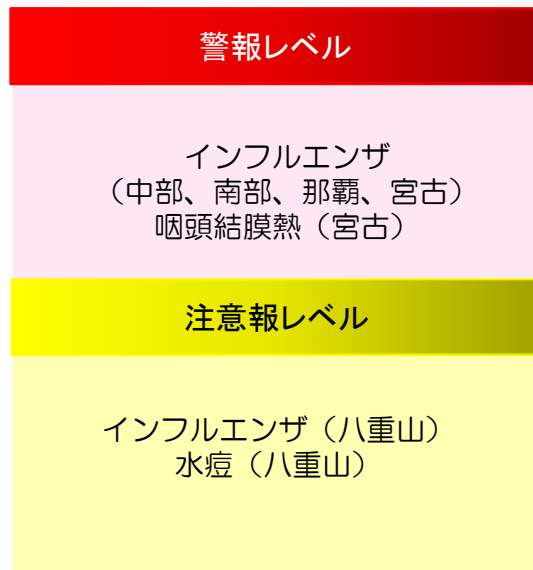 警報レベル
インフルエンザ
（中部、南部、那覇、宮古）
咽頭結膜熱（宮古）
注意報レベル
インフルエンザ（八重山）
水痘（八重山）